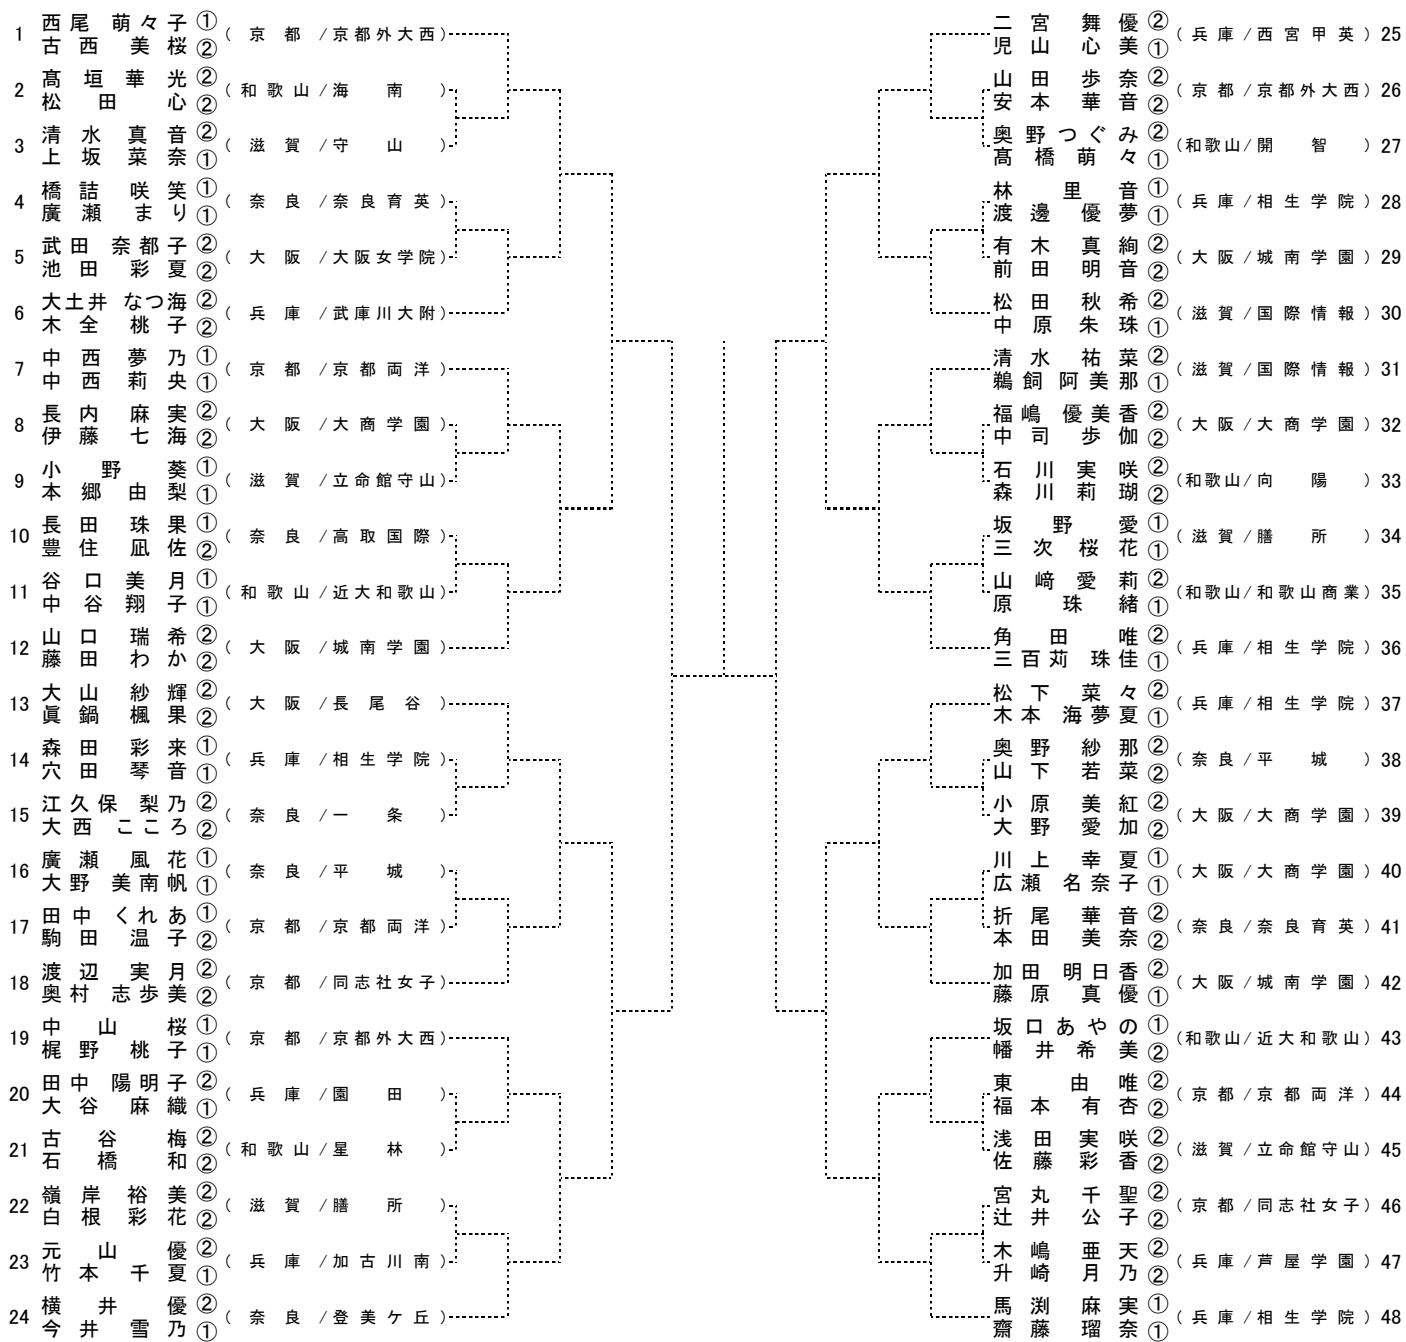 1 西尾 萌々子 ① ( 京 都 / 京都外大西 )
古西 美桜 ②
2 髙垣華光 ② ( 和歌山 / 海 南 )
松田 心 ②
3 清水真音 ② ( 滋 賀 / 守 山 )
上坂菜奈 ①
4 橋詰 咲笑 ① ( 奈 良 / 奈良育英 )
廣瀬 まり ①
5 武田 奈都子 ② ( 大 阪 / 大阪女学院 )
池田 彩夏 ②
6 大土井 なつ海 ② ( 兵 庫 / 武庫川大附 )
木全 桃子 ②
7 中西夢乃 ① ( 京 都 / 京都両洋 )
中西莉央 ①
8 長内 麻実 ② ( 大 阪 / 大商学園 )
伊藤 七海 ②
9 小野 葵 ① ( 滋 賀 / 立命館守山 )
本郷由梨 ①
10 長田 珠果 ① ( 奈 良 / 高取国際 )
豊住 凪佐 ②
11 谷口美月 ① ( 和歌山 / 近大和歌山 )
中谷翔子 ①
12 山口 瑞希 ② ( 大 阪 / 城南学園 )
藤田 わか ②
13 大山 紗輝 ② ( 大 阪 / 長尾谷 )
眞鍋 楓果 ②
14 森田 彩来 ① ( 兵 庫 / 相生学院 )
穴田 琴音 ①
15 江久保 梨乃 ② ( 奈 良 / 一 条 )
大西 こころ ②
16 廣瀬 風花 ① ( 奈 良 / 平 城 )
大野 美南帆 ①
17 田中 くれあ ① ( 京 都 / 京都両洋 )
駒田 温子 ②
18 渡辺 実月 ② ( 京 都 / 同志社女子 )
奥村 志歩美 ②
19 中山 桜 ① ( 京 都 / 京都外大西 )
梶野 桃子 ①
20 田中 陽明子 ② ( 兵 庫 / 園 田 )
大谷 麻織 ①
21 古谷 梅 ② ( 和歌山 / 星 林 )
石橋 和 ②
22 嶺岸裕美 ② ( 滋 賀 / 膳 所 )
白根彩花 ②
23 元山 優 ② ( 兵 庫 / 加古川南 )
竹本千夏 ①
24 横井 優 ② ( 奈 良 / 登美ケ丘 )
今井 雪乃 ①
二宮 舞優 ② ( 兵 庫 / 西宮甲英 ) 25
児山 心美 ①
山田 歩奈 ② ( 京 都 / 京都外大西 ) 26
安本 華音 ②
奥野つぐみ ② ( 和歌山 / 開 智 ) 27
髙橋萌々 ①
林 里音 ① ( 兵 庫 / 相生学院 ) 28
渡邊 優夢 ①
有木真絢 ② ( 大 阪 / 城南学園 ) 29
前田明音 ②
松田 秋希 ② ( 滋 賀 / 国際情報 ) 30
中原 朱珠 ①
清水 祐菜 ② ( 滋 賀 / 国際情報 ) 31
鵜飼 阿美那 ①
福嶋 優美香 ② ( 大 阪 / 大商学園 ) 32
中司 歩伽 ②
石川実咲 ② ( 和歌山 / 向 陽 ) 33
森川莉瑚 ②
坂野 愛 ① ( 滋 賀 / 膳 所 ) 34
三次桜花 ①
山﨑愛莉 ② ( 和歌山 / 和歌山商業 ) 35
原 珠緒 ①
角田 唯 ② ( 兵 庫 / 相生学院 ) 36
三百苅 珠佳 ①
松下 菜々 ② ( 兵 庫 / 相生学院 ) 37
木本 海夢夏 ①
奥野 紗那 ② ( 奈 良 / 平 城 ) 38
山下 若菜 ②
小原 美紅 ② ( 大 阪 / 大商学園 ) 39
大野 愛加 ②
川上 幸夏 ① ( 大 阪 / 大商学園 ) 40
広瀬 名奈子 ①
折尾 華音 ② ( 奈 良 / 奈良育英 ) 41
本田 美奈 ②
加田 明日香 ② ( 大 阪 / 城南学園 ) 42
藤原 真優 ①
坂口あやの ① ( 和歌山 / 近大和歌山 ) 43
幡井希美 ②
東 由唯 ② ( 京 都 / 京都両洋 ) 44
福本 有杏 ②
浅田実咲 ② ( 滋 賀 / 立命館守山 ) 45
佐藤彩香 ②
宮丸 千聖 ② ( 京 都 / 同志社女子 ) 46
辻井 公子 ②
木嶋 亜天 ② ( 兵 庫 / 芦屋学園 ) 47
升崎 月乃 ②
馬渕 麻実 ① ( 兵 庫 / 相生学院 ) 48
齋藤 瑠奈 ①